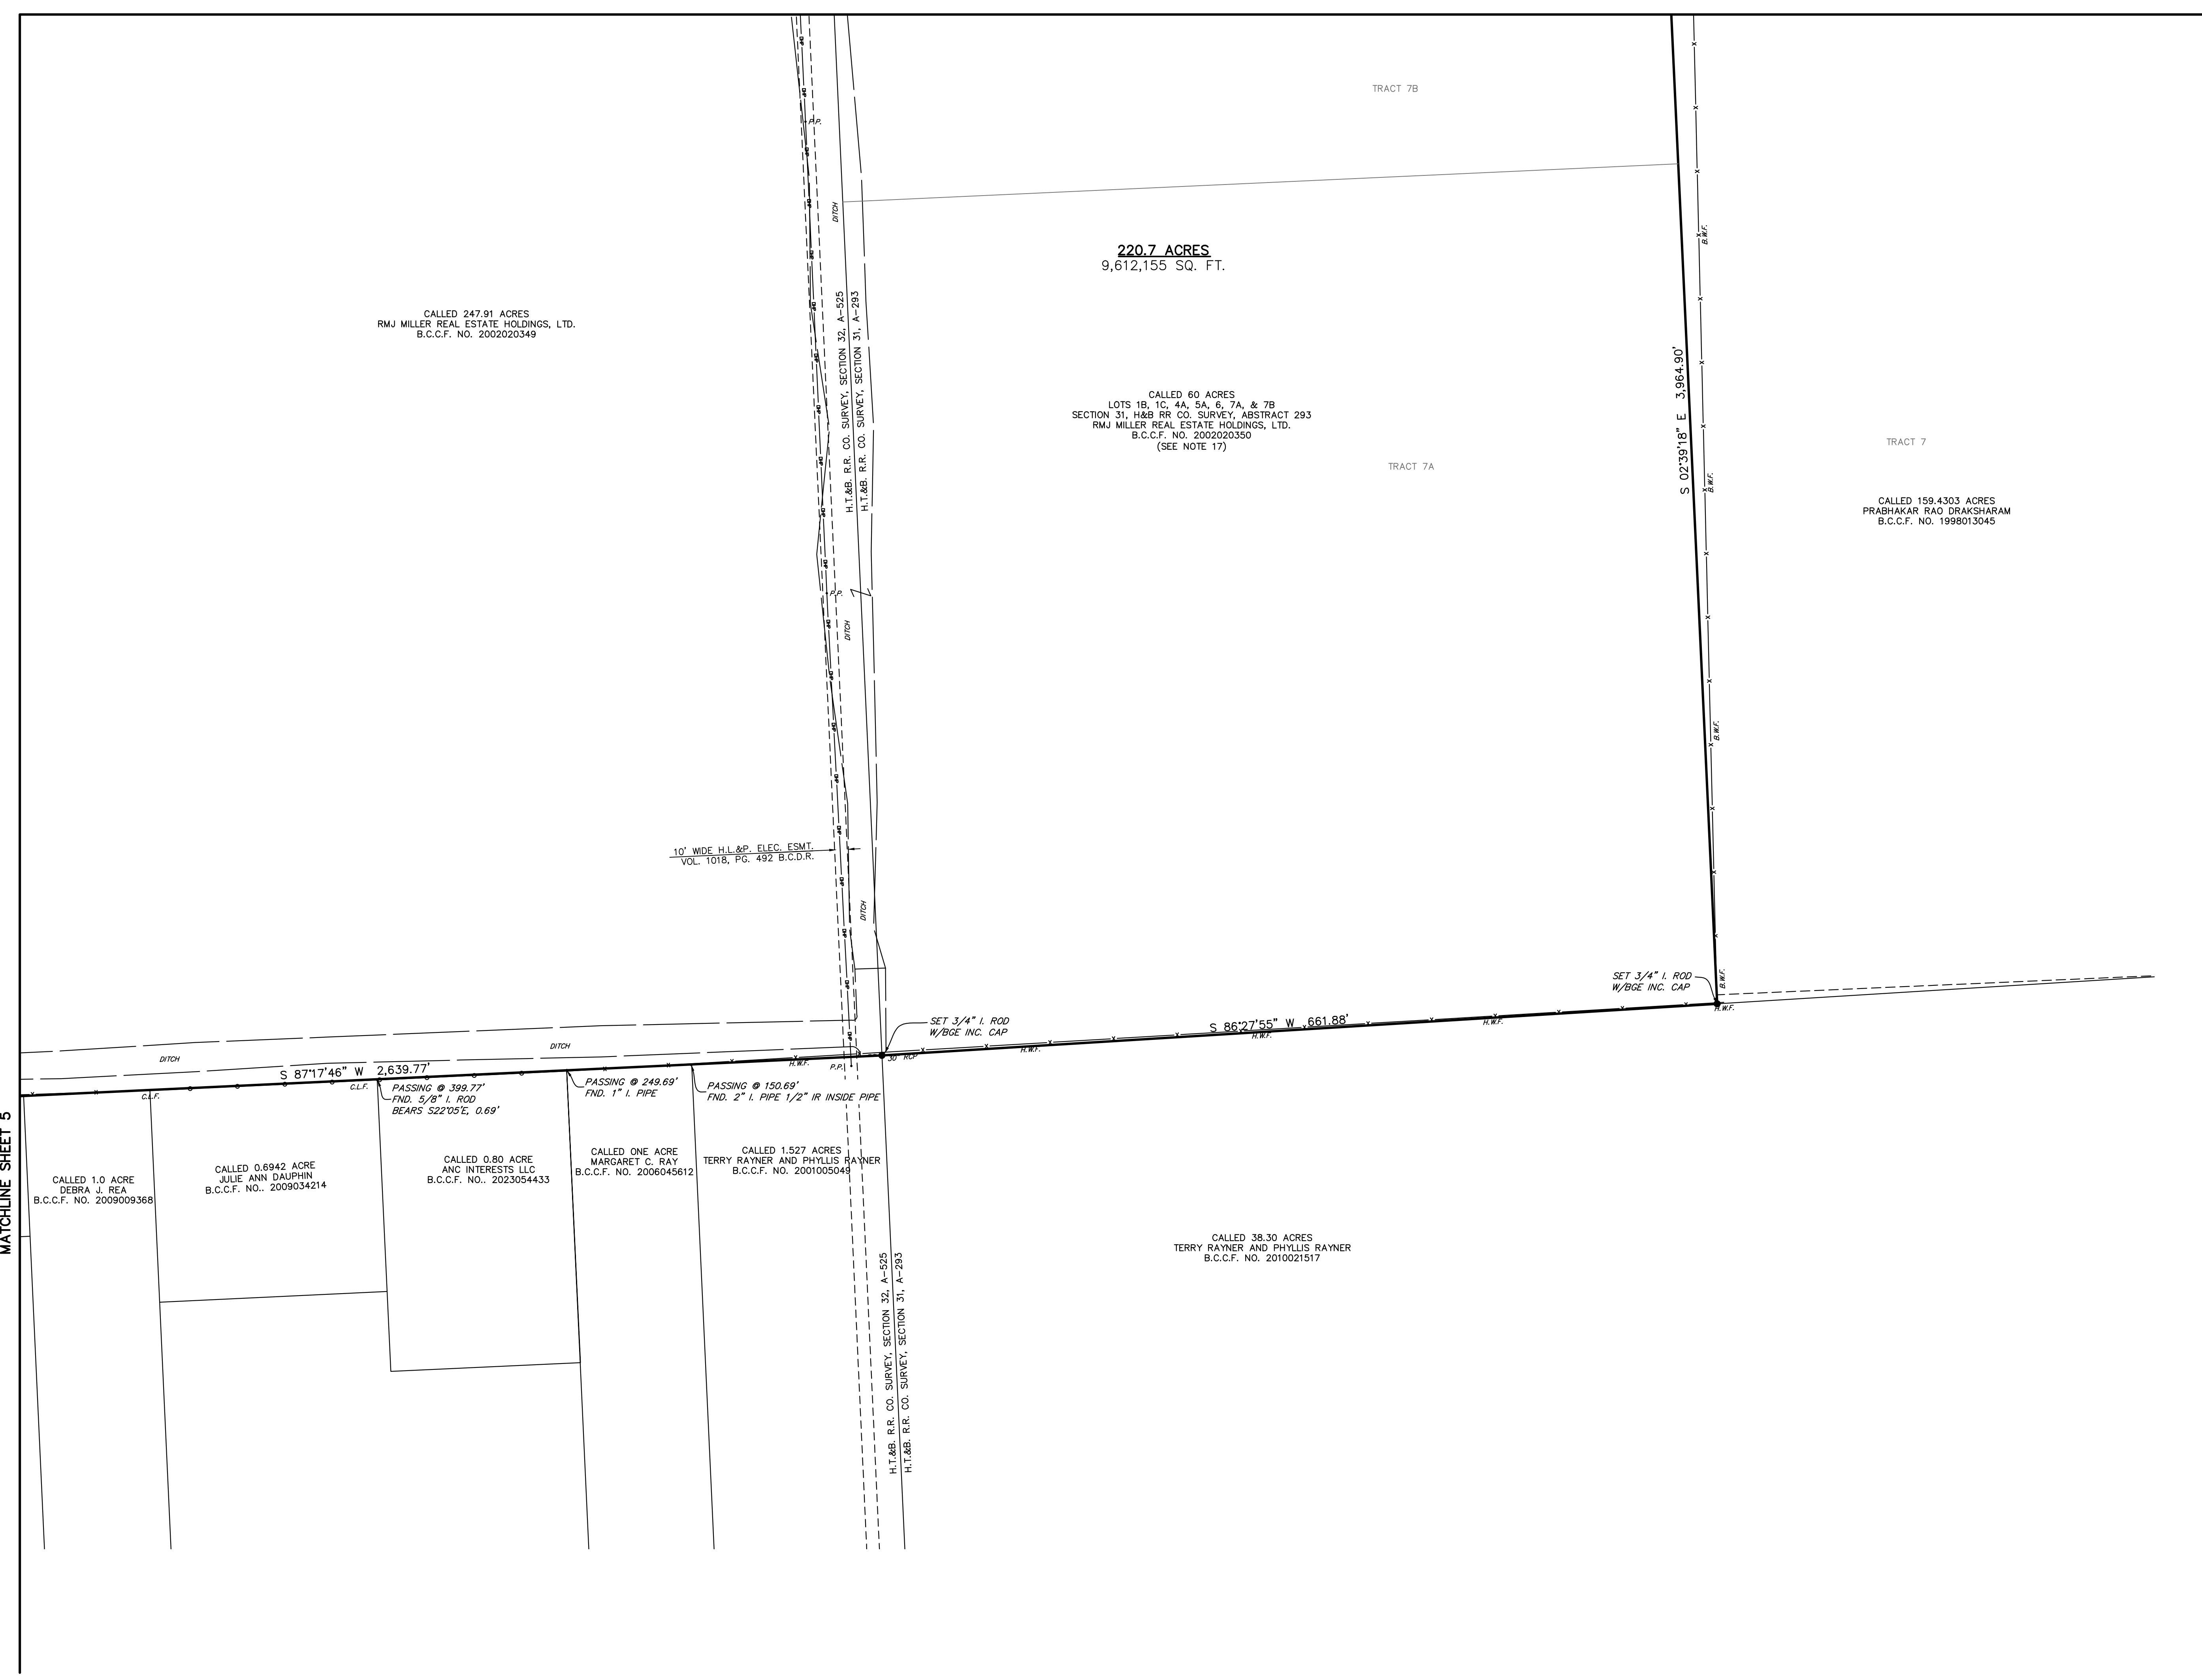 TRACT 7B
P.P.
DITCH
B.W.F.
220.7 ACRES
9,612,155 SQ. FT.
CALLED 247.91 ACRES
RMJ MILLER REAL ESTATE HOLDINGS, LTD.
B.C.C.F. NO. 2002020349
H.T.&B. R.R. CO. SURVEY, SECTION 32, A-525
H.T.&B. R.R. CO. SURVEY, SECTION 31, A-293
CALLED 60 ACRES
LOTS 1B, 1C, 4A, 5A, 6, 7A, & 7B
SECTION 31, H&B RR CO. SURVEY, ABSTRACT 293
RMJ MILLER REAL ESTATE HOLDINGS, LTD.
B.C.C.F. NO. 2002020350
(SEE NOTE 17)
TRACT 7A
S 02°39'18" E 3,964.90'
TRACT 7
B.W.F.
CALLED 159.4303 ACRES
PRABHAKAR RAO DRAKSHARAM
B.C.C.F. NO. 1998013045
P.P.
DITCH
B.W.F.
10' WIDE H.L.&P. ELEC. ESMT.
VOL. 1018, PG. 492 B.C.D.R.
DITCH
SET 3/4" I. ROD
W/BGE INC. CAP
B.W.F.
H.W.F.
SET 3/4" I. ROD
W/BGE INC. CAP
S 86°27'55" W 661.88'
H.W.F.
H.W.F.
H.W.F.
30" RCP
DITCH
DITCH
H.W.F.
P.P.
S 87°17'46" W 2,639.77'
C.L.F.
C.L.F.
PASSING @ 399.77'
FND. 5/8" I. ROD
BEARS S22°05'E, 0.69'
PASSING @ 249.69'
FND. 1" I. PIPE
PASSING @ 150.69'
FND. 2" I. PIPE 1/2" IR INSIDE PIPE
MATCHLINE SHEET 5
CALLED 1.0 ACRE
DEBRA J. REA
B.C.C.F. NO. 2009009368
CALLED 0.6942 ACRE
JULIE ANN DAUPHIN
B.C.C.F. NO.. 2009034214
CALLED 0.80 ACRE
ANC INTERESTS LLC
B.C.C.F. NO.. 2023054433
CALLED ONE ACRE
MARGARET C. RAY
B.C.C.F. NO. 2006045612
CALLED 1.527 ACRES
TERRY RAYNER AND PHYLLIS RAYNER
B.C.C.F. NO. 2001005049
CALLED 38.30 ACRES
TERRY RAYNER AND PHYLLIS RAYNER
B.C.C.F. NO. 2010021517
H.T.&B. R.R. CO. SURVEY, SECTION 32, A-525
H.T.&B. R.R. CO. SURVEY, SECTION 31, A-293